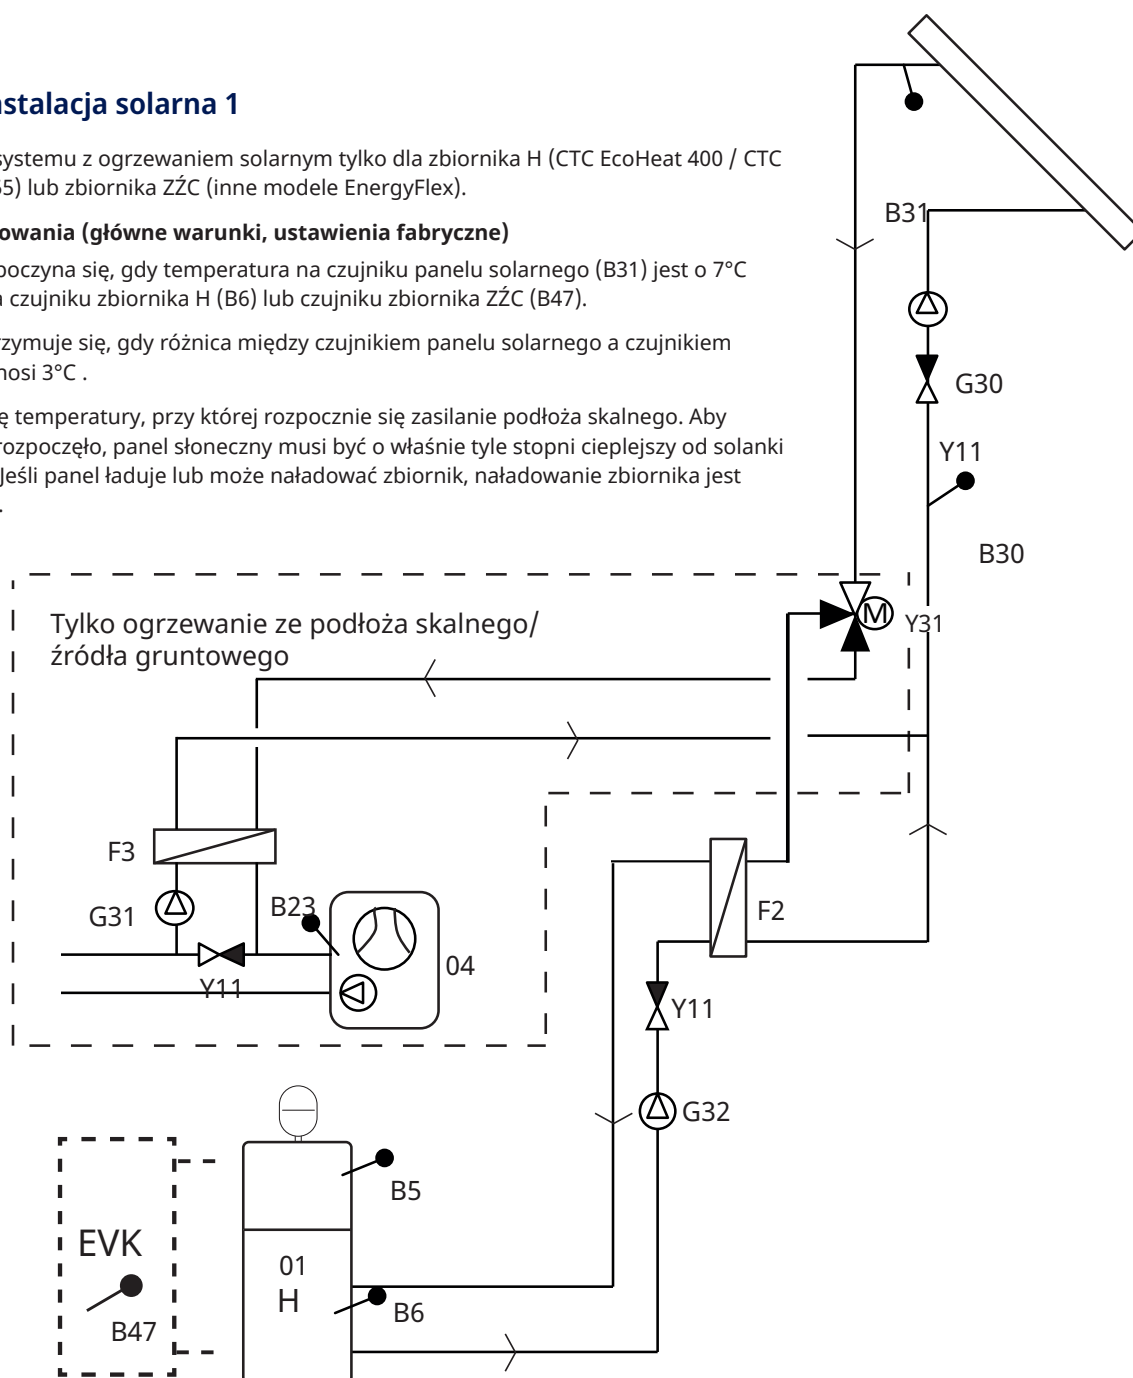 nstalacja solarna 1
systemu z ogrzewaniem solarnym tylko dla zbiornika H (CTC EcoHeat 400 / CTC
55) lub zbiornika ZŹC (inne modele EnergyFlex).
owania (główne warunki, ustawienia fabryczne)
poczyna się, gdy temperatura na czujniku panelu solarnego (B31) jest o 7°C
a czujniku zbiornika H (B6) lub czujniku zbiornika ZŹC (B47).
rzymuje się, gdy różnica między czujnikiem panelu solarnego a czujnikiem
nosi 3°C .
ę temperatury, przy której rozpocznie się zasilanie podłoża skalnego. Aby
rozpoczęło, panel słoneczny musi być o właśnie tyle stopni cieplejszy od solanki
Jeśli panel ładuje lub może naładować zbiornik, naładowanie zbiornika jest
.
B31
G30
Y11
B30
Tylko ogrzewanie ze podłoża skalnego/
źródła gruntowego
M
Y31
F3
G31
B23
Y11
04
F2
Y11
G32
B5
EVK
01
H
B6
B47